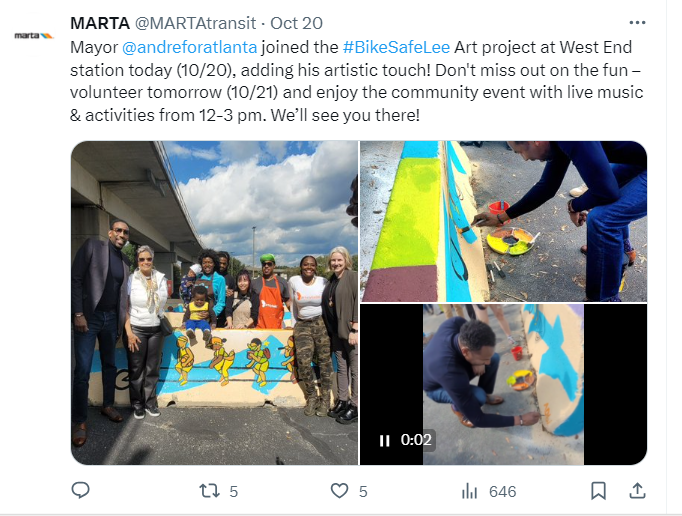 marta
MARTA @MARTAtransit · Oct 20
Mayor @andreforatlanta joined the #BikeSafeLee Art project at West End
station today (10/20), adding his artistic touch! Don't miss out on the fun –
volunteer tomorrow (10/21) and enjoy the community event with live music
& activities from 12-3 pm. We’ll see you there!
0:02
5
5
646